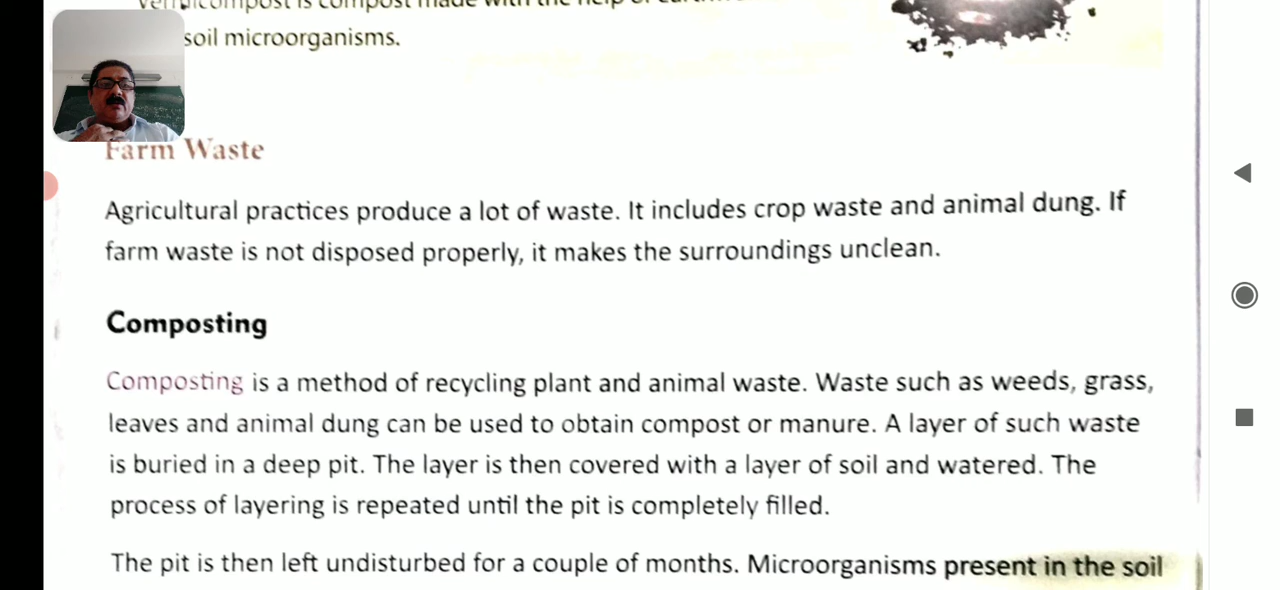 soil microorganisms.
Farm Waste
Agricultural practices produce a lot of waste. It includes crop waste and animal dung. If
farm waste is not disposed properly, it makes the surroundings unclean.
Composting
Composting is a method of recycling plant and animal waste. Waste such as weeds, grass,
leaves and animal dung can be used to obtain compost or manure. A layer of such waste
is buried in a deep pit. The layer is then covered with a layer of soil and watered. The
process of layering is repeated until the pit is completely filled.
The pit is then left undisturbed for a couple of months. Microorganisms present in the soil